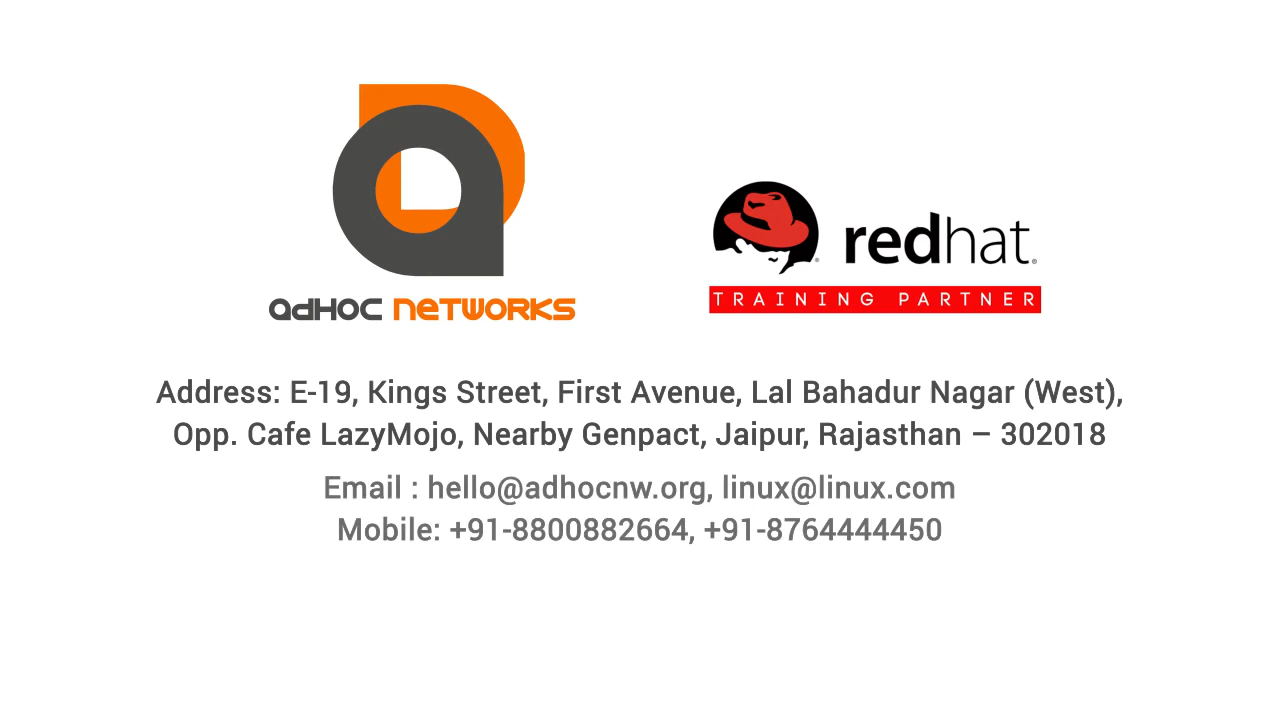 adhoc networks
redhat
TRAINING PARTNER
Address: E-19, Kings Street, First Avenue, Lal Bahadur Nagar (West),
Opp. Cafe LazyMojo, Nearby Genpact, Jaipur, Rajasthan – 302018
Email : hello@adhocnw.org, linux@linux.com
Mobile: +91-8800882664, +91-8764444450